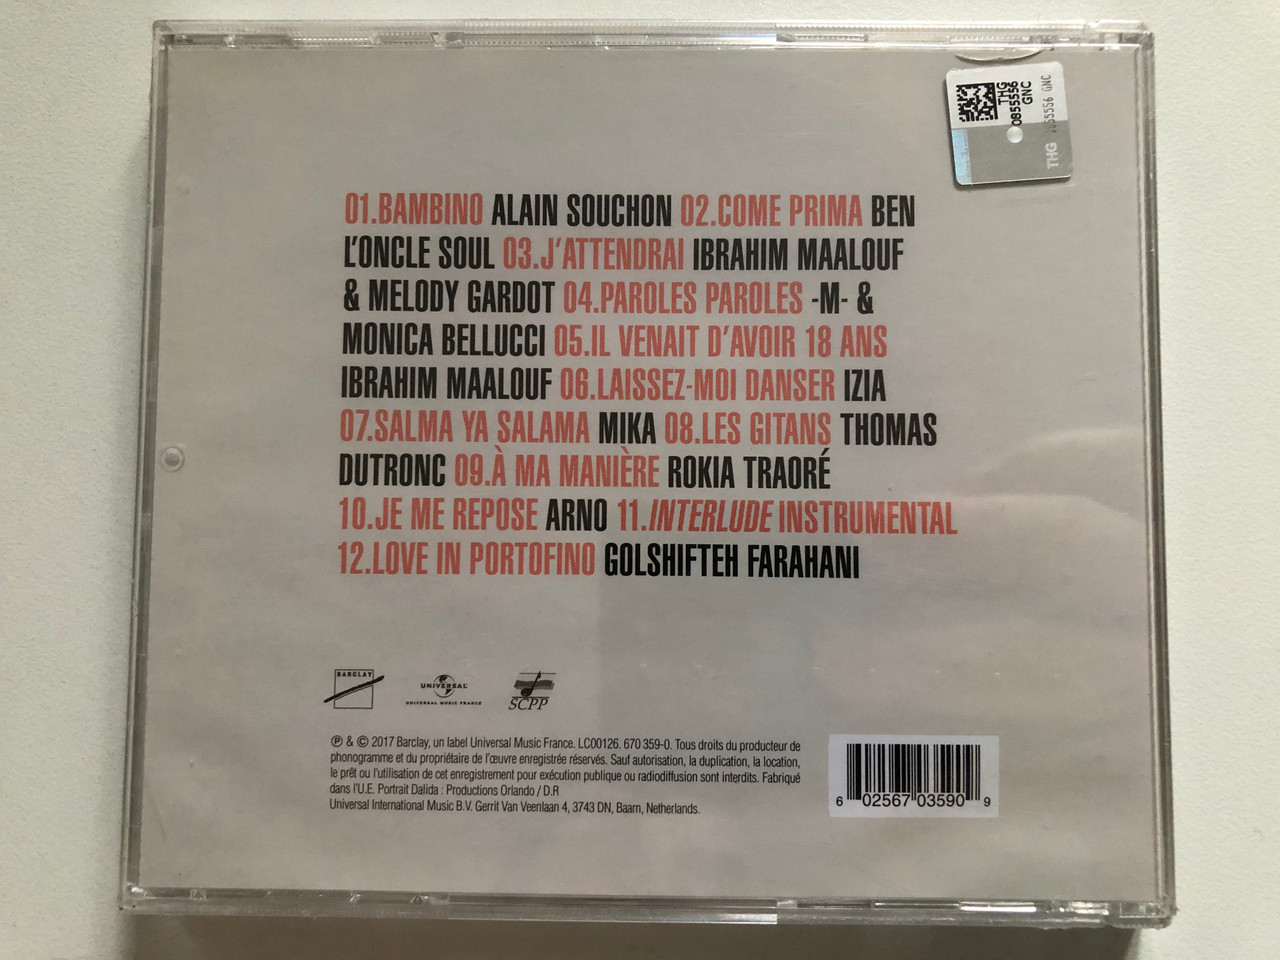 THG
0855556
GNC
THG 0855556 GNC
01.BAMBINO ALAIN SOUCHON 02.COME PRIMA BEN
L'ONCLE SOUL 03.J'ATTENDRAI IBRAHIM MAALOUF
& MELODY GARDOT 04.PAROLES PAROLES -M- &
MONICA BELLUCCI 05.IL VENAIT D'AVOIR 18 ANS
IBRAHIM MAALOUF 06.LAISSEZ-MOI DANSER IZIA
07.SALMA YA SALAMA MIKA 08.LES GITANS THOMAS
DUTRONC 09.À MA MANIÈRE ROKIA TRAORÉ
10.JE ME REPOSE ARNO 11.INTERLUDE INSTRUMENTAL
12.LOVE IN PORTOFINO GOLSHIFTEH FARAHANI
BARCLAY
UNIVERSAL
UNIVERSAL MUSIC FRANCE
SCPP
℗ & © 2017 Barclay, un label Universal Music France. LC00126. 670 359-0. Tous droits du producteur de
phonogramme et du propriétaire de l'œuvre enregistrée réservés. Sauf autorisation, la duplication, la location,
le prêt ou l'utilisation de cet enregistrement pour exécution publique ou radiodiffusion sont interdits. Fabriqué
dans l'U.E. Portrait Dalida : Productions Orlando / D.R
Universal International Music B.V. Gerrit Van Veenlaan 4, 3743 DN, Baarn, Netherlands.
6 02567 03590 9